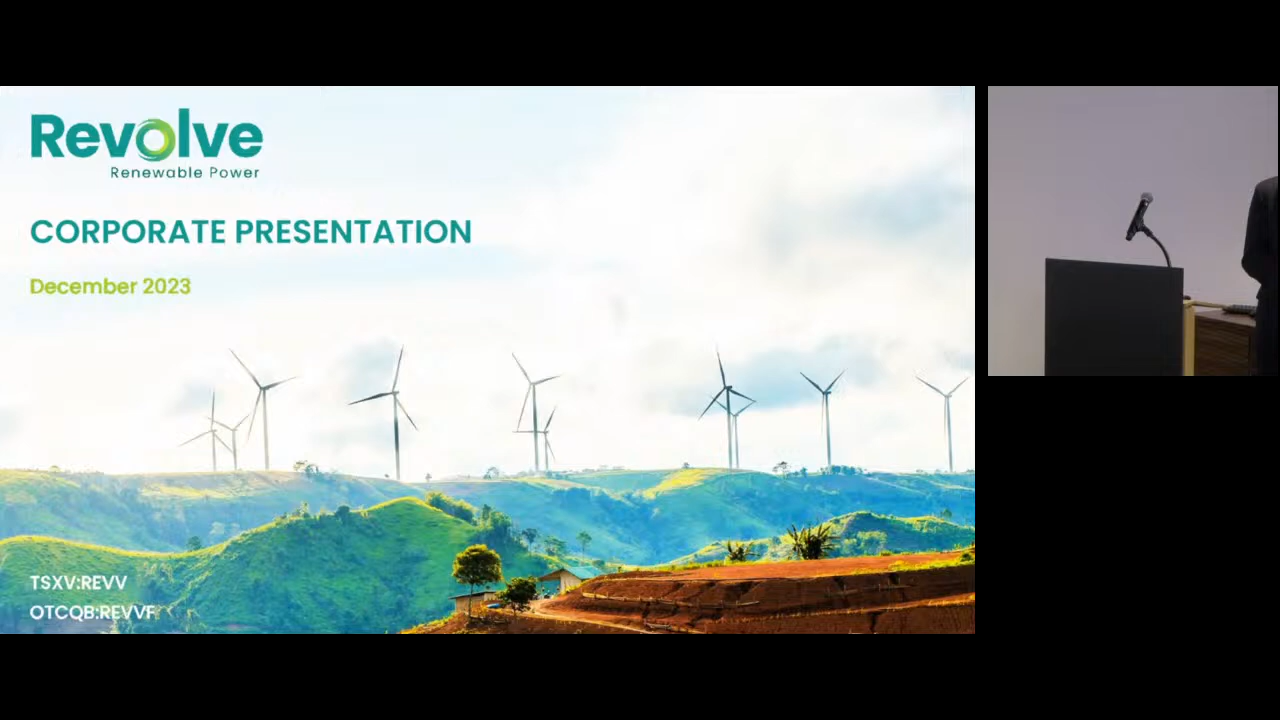 Revolve
Renewable Power
CORPORATE PRESENTATION
December 2023
TSXV:REVV
OTCQB:REVVF